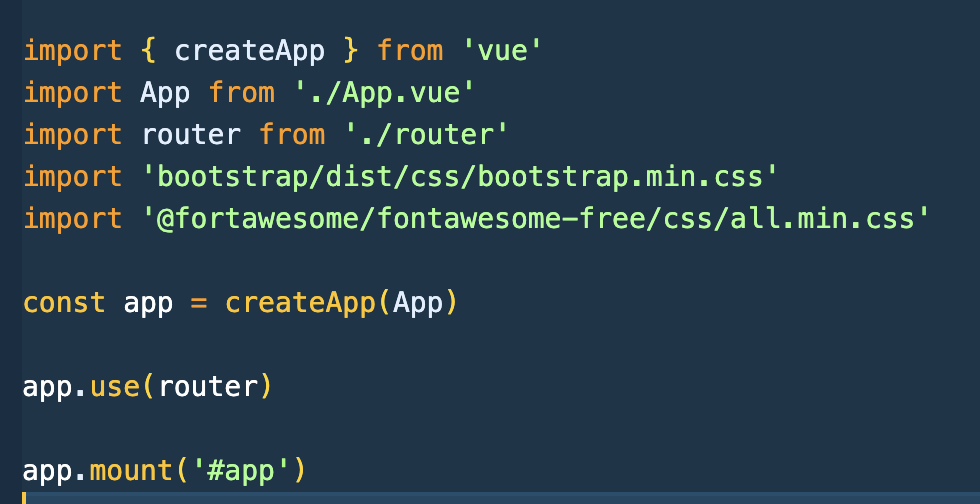 import { createApp } from 'vue'
import App from './App.vue'
import router from './router'
import 'bootstrap/dist/css/bootstrap.min.css'
import '@fortawesome/fontawesome-free/css/all.min.css'
const app = createApp(App)
app.use(router)
app.mount('#app')